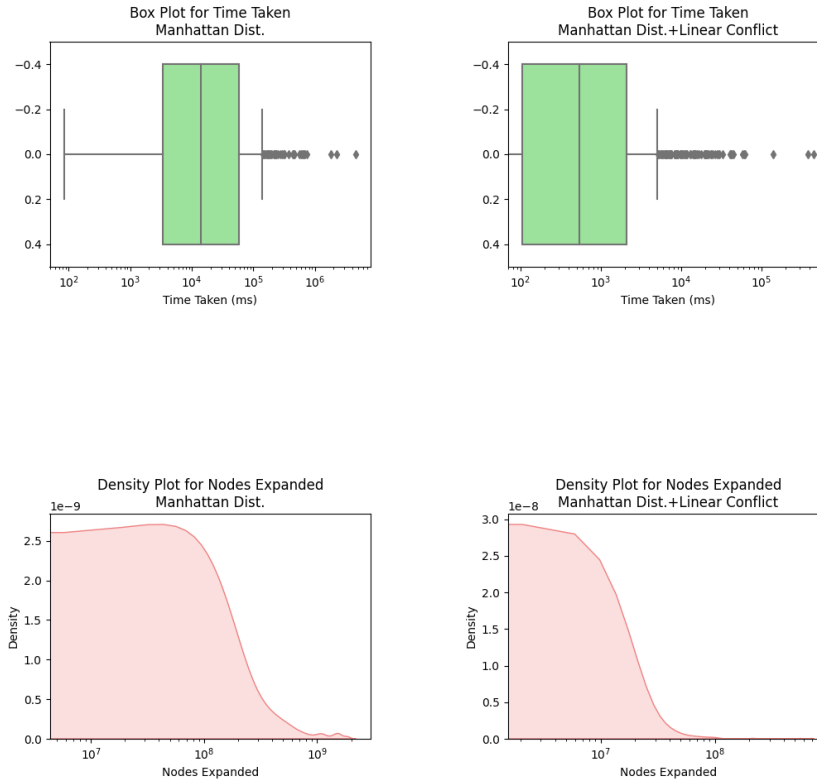 Box Plot for Time Taken
Manhattan Dist.
−0.4
−0.2
0.0
0.2
0.4
10²
10³
10⁴
10⁵
10⁶
Time Taken (ms)
Box Plot for Time Taken
Manhattan Dist.+Linear Conflict
−0.4
−0.2
0.0
0.2
0.4
10²
10³
10⁴
10⁵
Time Taken (ms)
Density Plot for Nodes Expanded
Manhattan Dist.
1e−9
2.5
2.0
1.5
1.0
0.5
0.0
Density
10⁷
10⁸
10⁹
Nodes Expanded
Density Plot for Nodes Expanded
Manhattan Dist.+Linear Conflict
1e−8
3.0
2.5
2.0
1.5
1.0
0.5
0.0
Density
10⁷
10⁸
Nodes Expanded